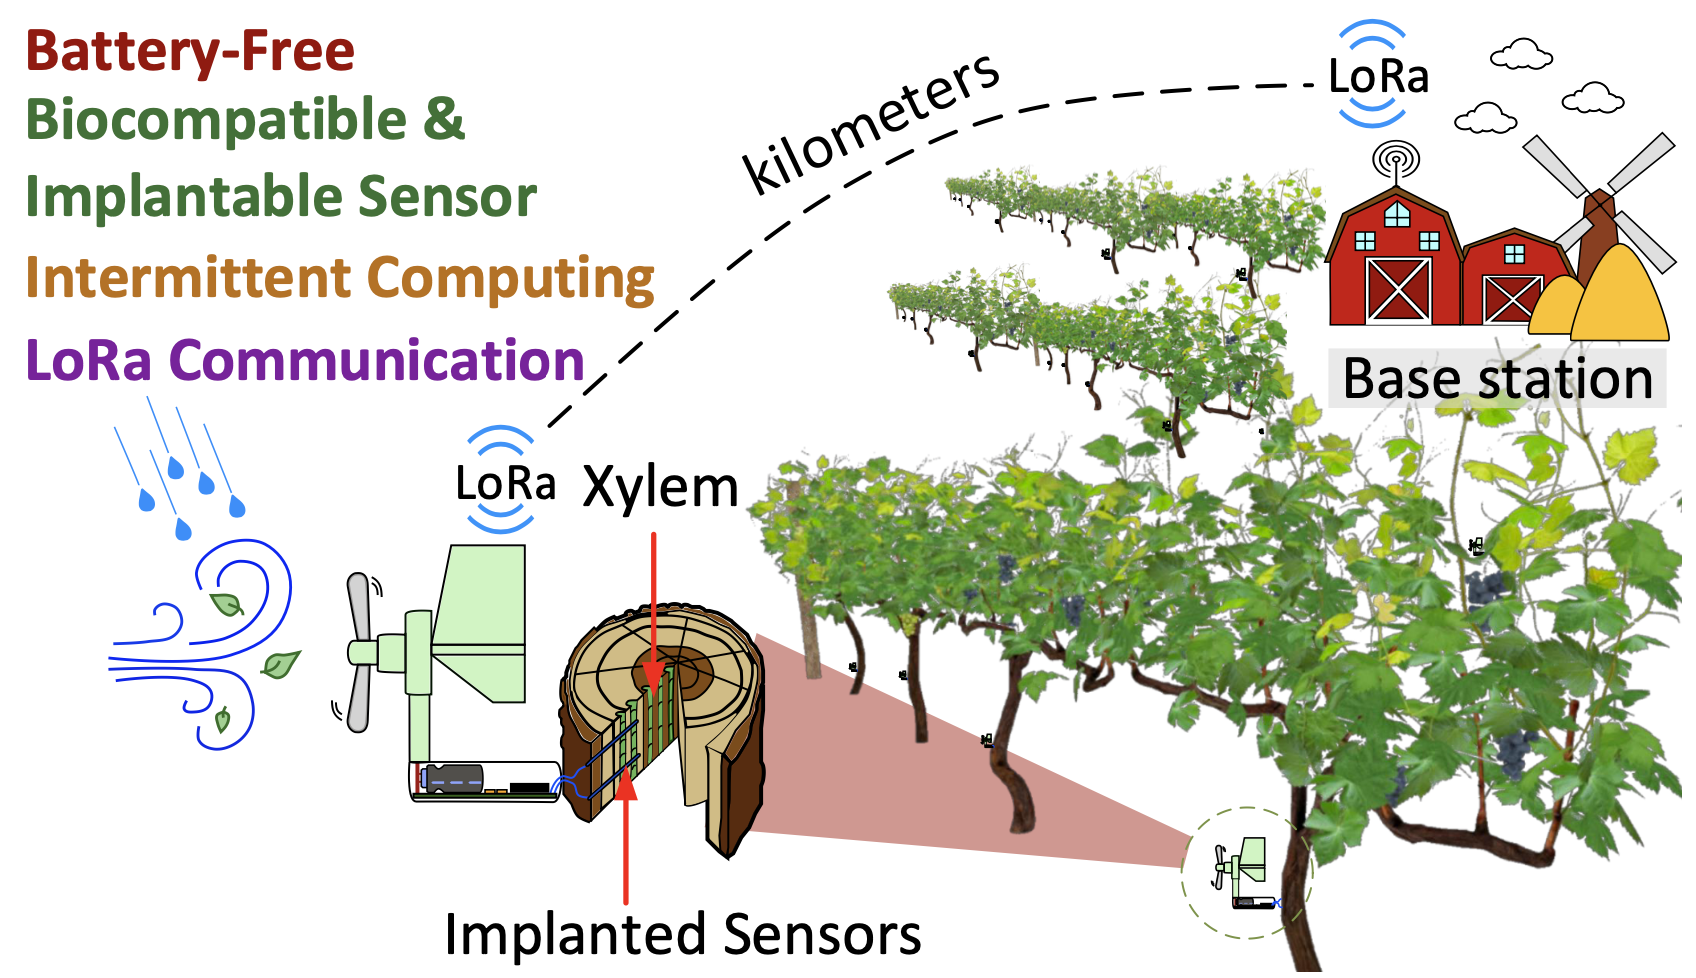 Battery-Free
Biocompatible &
Implantable Sensor
Intermittent Computing
LoRa Communication
kilometers
LoRa
Base station
LoRa
Xylem
Implanted Sensors